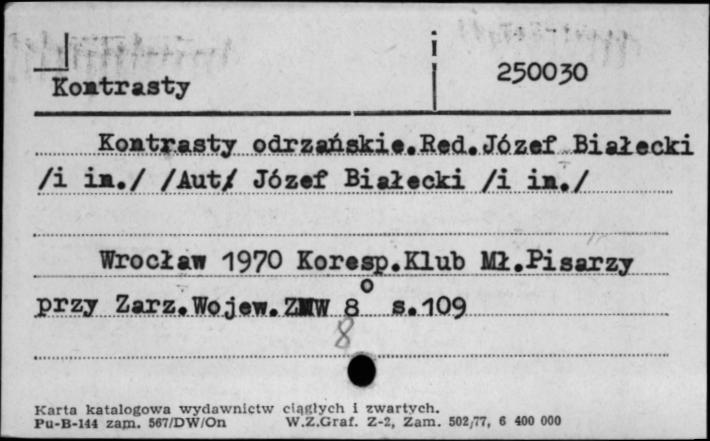 Kontrasty
250030
Kontrasty odrzańskie.Red.Józef Białecki
/i in./ /Aut/ Józef Białecki /i in./
Wrocław 1970 Koresp.Klub Mł.Pisarzy
przy Zarz.Wojew.ZMW 8° s.109
8
Karta katalogowa wydawnictw ciągłych i zwartych.
Pu-B-144 zam. 567/DW/On W.Z.Graf. Z-2, Zam. 502/77, 6 400 000